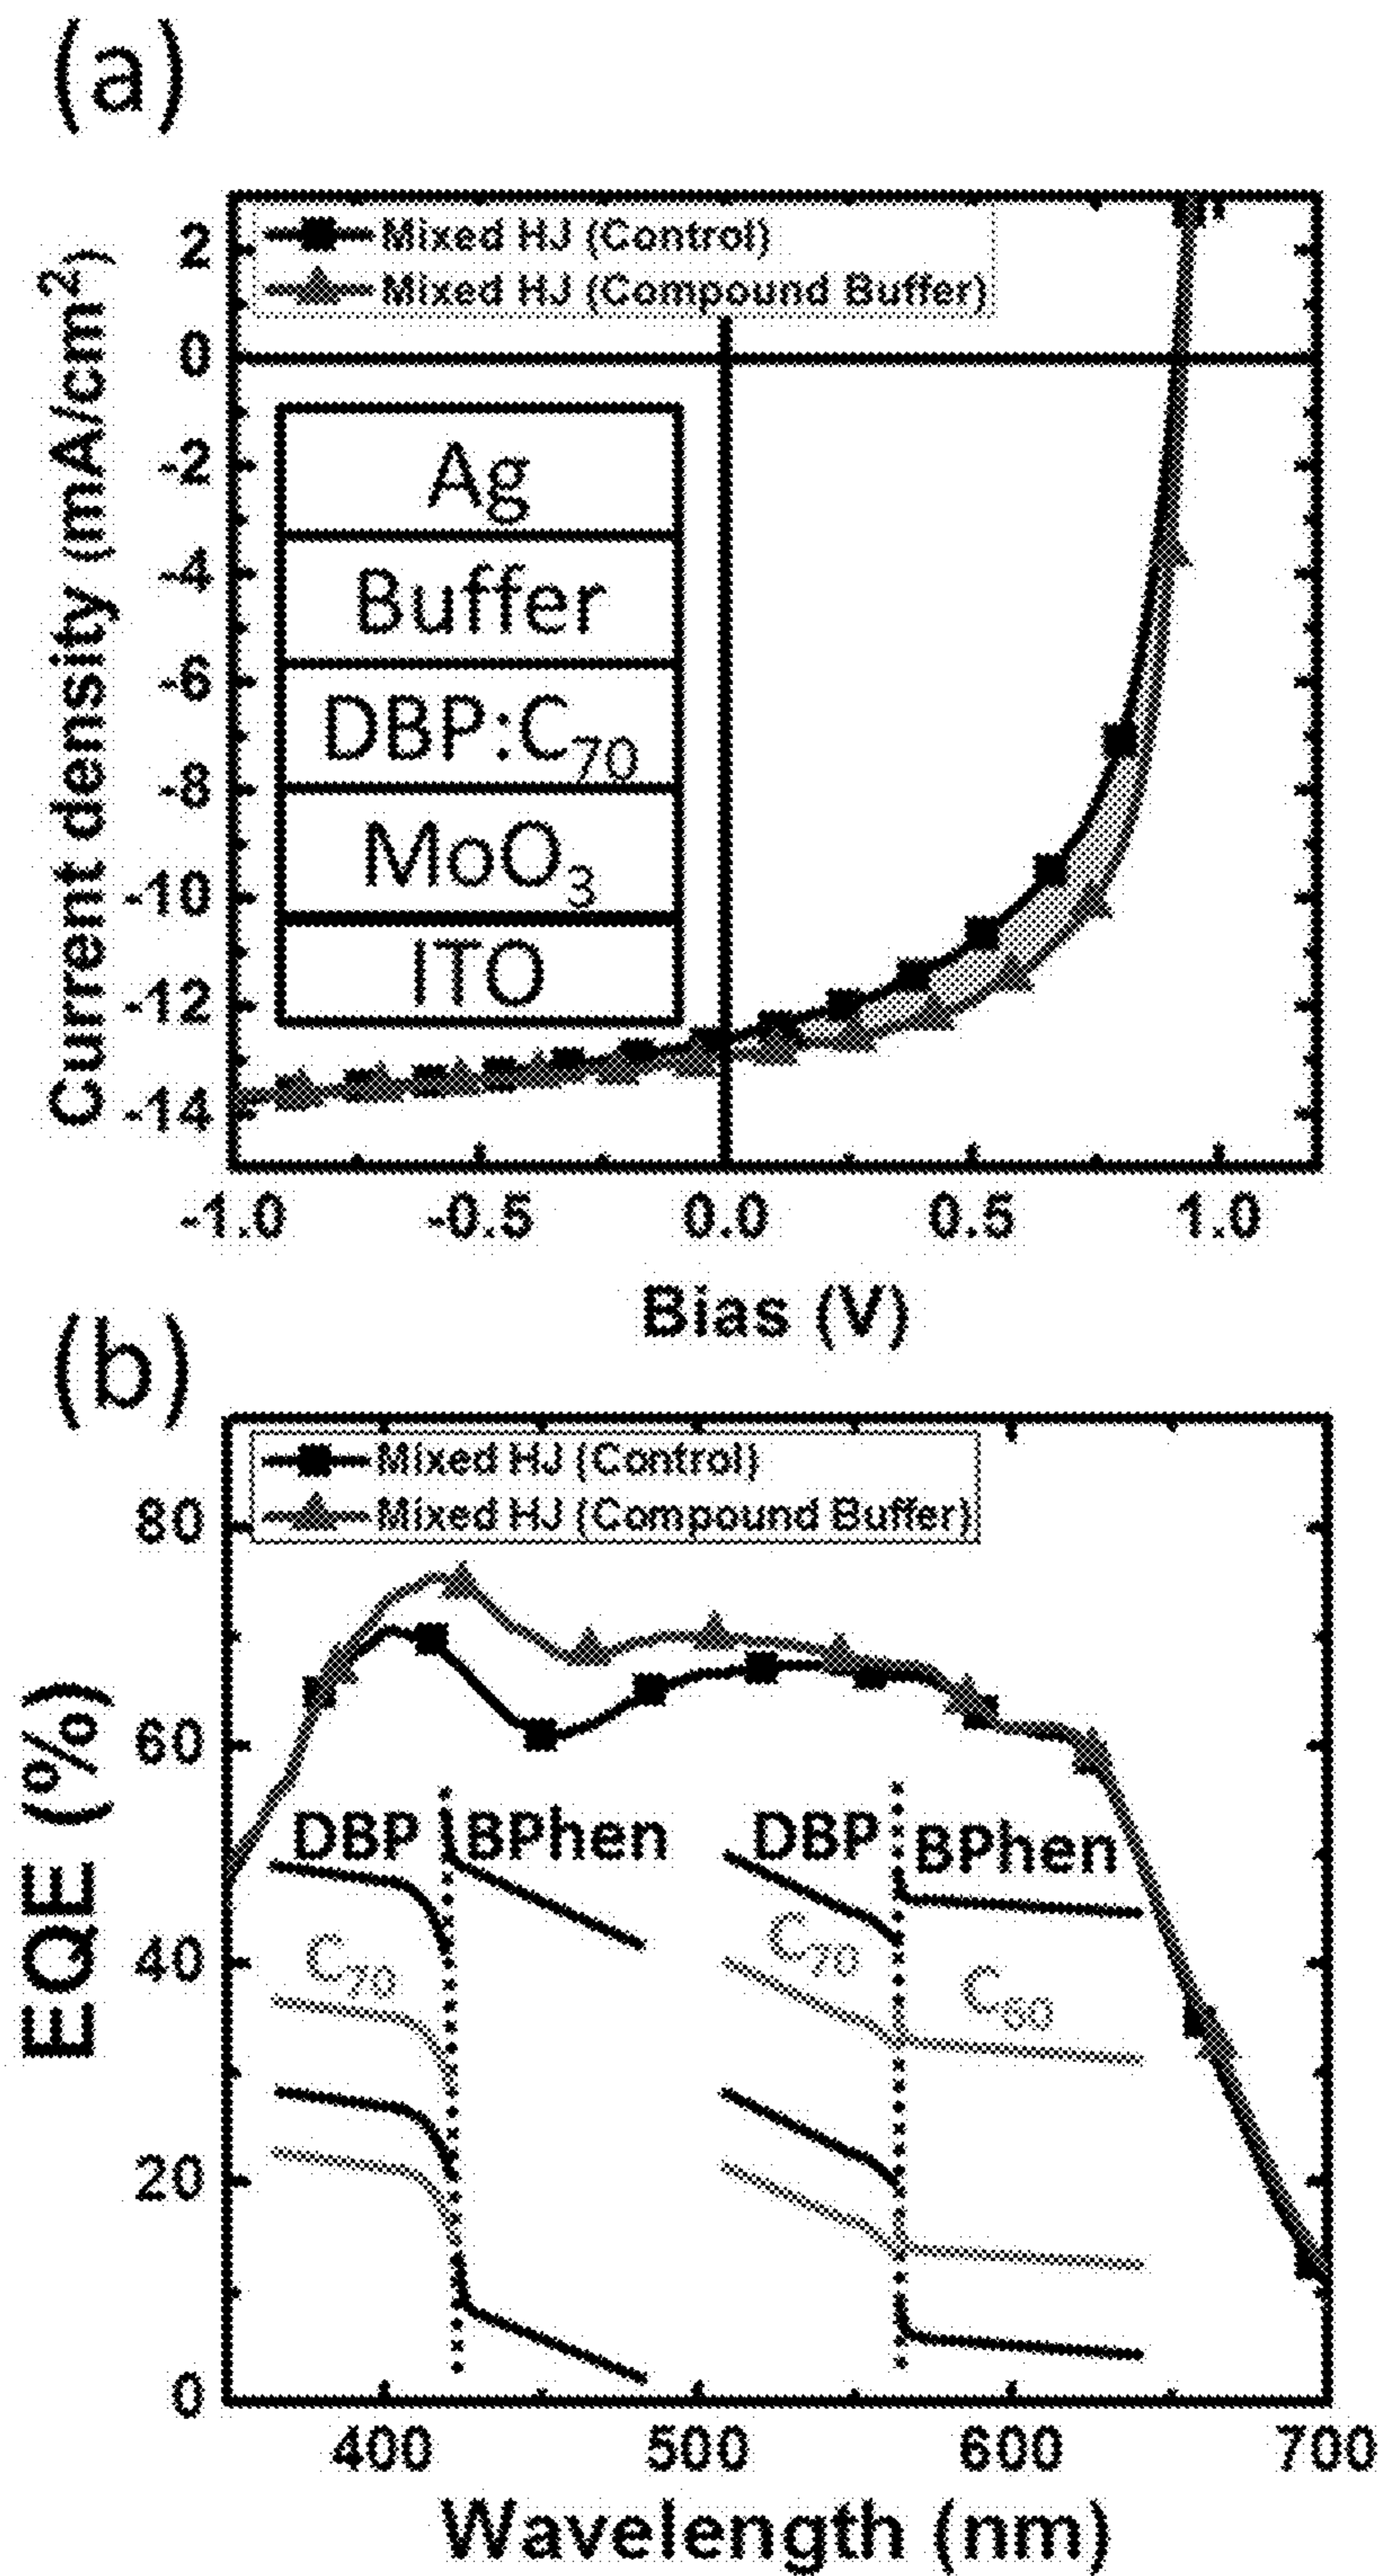 (a)
Mixed HJ (Control)
Mixed HJ (Compound Buffer)
Current density (mA/cm²)
2
0
-2
-4
-6
-8
-10
-12
-14
Ag
Buffer
DBP:C₇₀
MoO₃
ITO
-1.0 -0.5 0.0 0.5 1.0
Bias (V)
(b)
Mixed HJ (Control)
Mixed HJ (Compound Buffer)
EQE (%)
80
60
40
20
0
DBP BPhen DBP BPhen
C₇₀ C₇₀ C₆₀
400 500 600 700
Wavelength (nm)